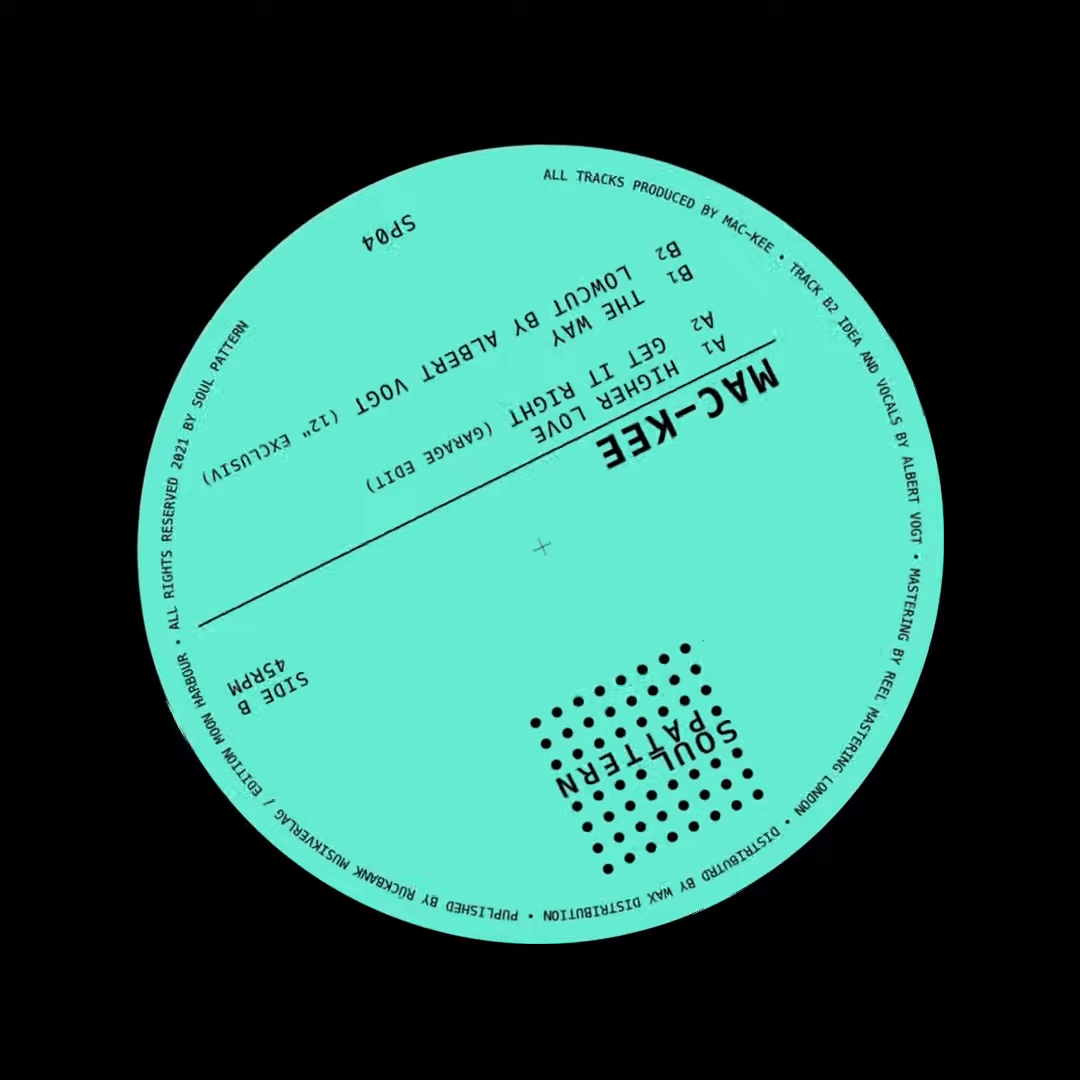 SOUL
PATTERN
SIDE B
45RPM
MAC–KEE
A1 HIGHER LOVE
A2 GET IT RIGHT (GARAGE EDIT)
B1 THE WAY
B2 LOWCUT BY ALBERT VOGT (12" EXCLUSIV)
SP04
ALL TRACKS PRODUCED BY MAC–KEE • TRACK B2 IDEA AND VOCALS BY ALBERT VOGT • MASTERING BY REEL MASTERING LONDON • DISTRIBUTRD BY WAX DISTRIBUTION • PUPLISHED BY RÜCKBANK MUSIKVERLAG / EDITION MOON HARBOUR • ALL RIGHTS RESERVED 2021 BY SOUL PATTERN